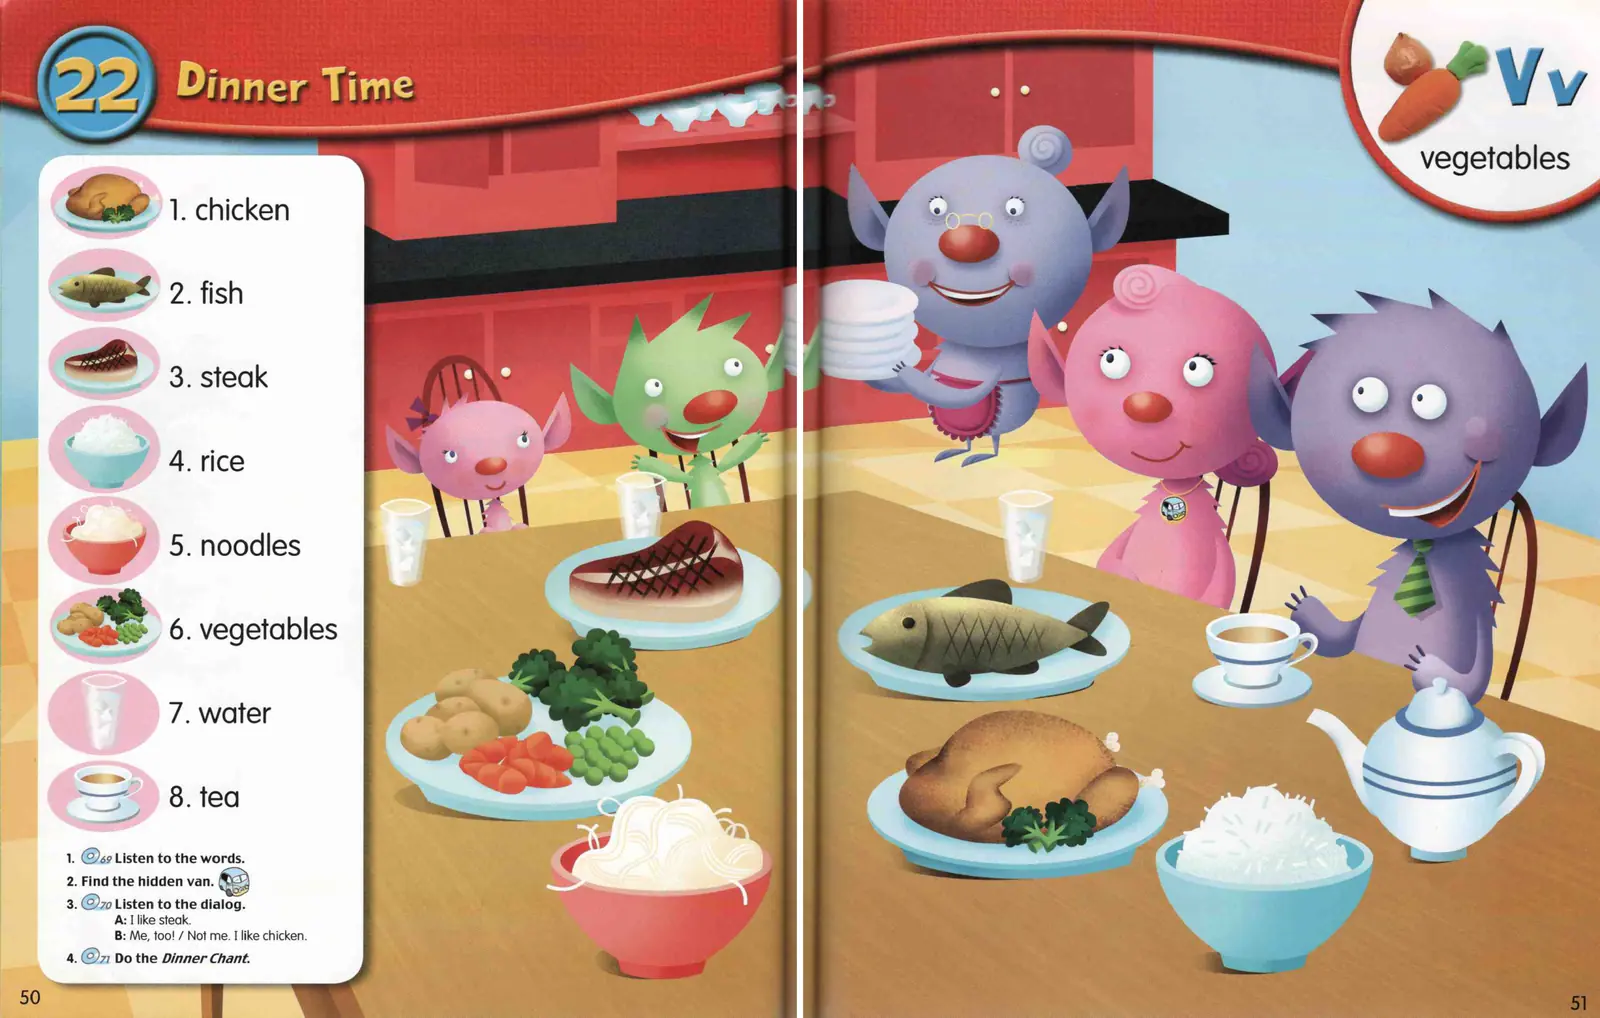 22 Dinner Time
1. chicken
2. fish
3. steak
4. rice
5. noodles
6. vegetables
7. water
8. tea
1. 69 Listen to the words.
2. Find the hidden van.
3. 70 Listen to the dialog.
A: I like steak.
B: Me, too! / Not me. I like chicken.
4. 71 Do the Dinner Chant.
50
V v
vegetables
51